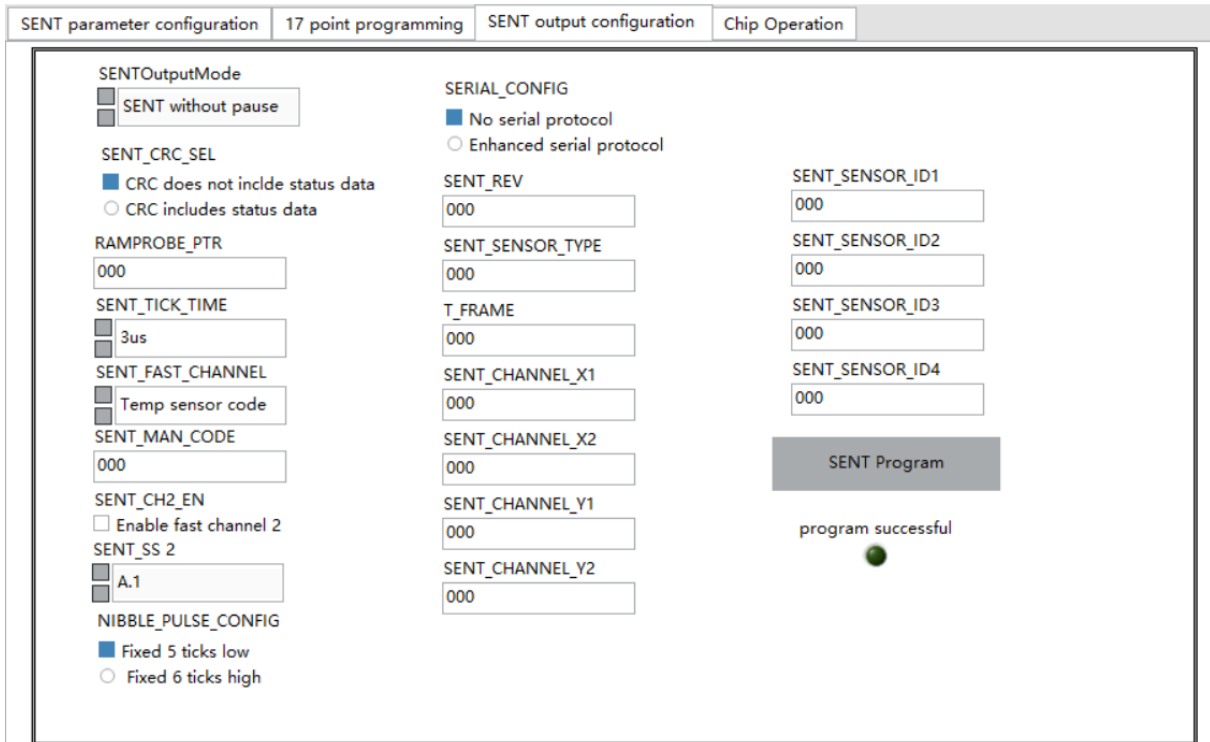 SENT parameter configuration
17 point programming
SENT output configuration
Chip Operation
SENTOutputMode
SENT without pause
SENT_CRC_SEL
CRC does not inclde status data
CRC includes status data
RAMPROBE_PTR
000
SENT_TICK_TIME
3us
SENT_FAST_CHANNEL
Temp sensor code
SENT_MAN_CODE
000
SENT_CH2_EN
Enable fast channel 2
SENT_SS 2
A.1
NIBBLE_PULSE_CONFIG
Fixed 5 ticks low
Fixed 6 ticks high
SERIAL_CONFIG
No serial protocol
Enhanced serial protocol
SENT_REV
000
SENT_SENSOR_TYPE
000
T_FRAME
000
SENT_CHANNEL_X1
000
SENT_CHANNEL_X2
000
SENT_CHANNEL_Y1
000
SENT_CHANNEL_Y2
000
SENT_SENSOR_ID1
000
SENT_SENSOR_ID2
000
SENT_SENSOR_ID3
000
SENT_SENSOR_ID4
000
SENT Program
program successful